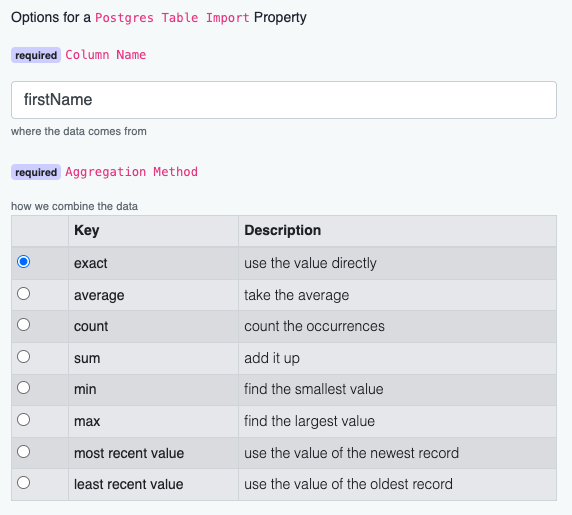 Options for a Postgres Table Import Property
required Column Name
firstName
where the data comes from
required Aggregation Method
how we combine the data
Key Description
exact use the value directly
average take the average
count count the occurrences
sum add it up
min find the smallest value
max find the largest value
most recent value use the value of the newest record
least recent value use the value of the oldest record